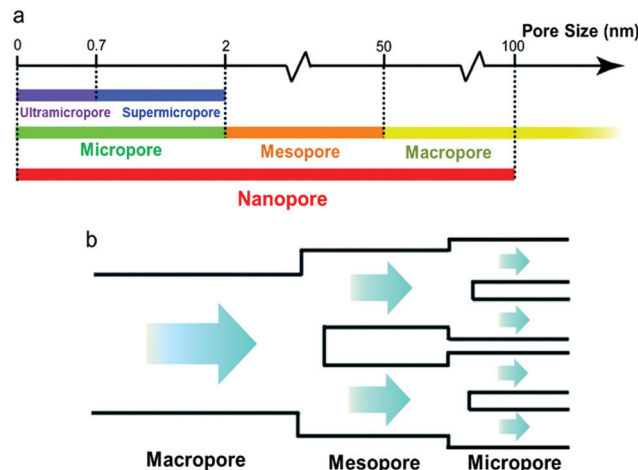 a
Pore Size (nm)
0 0.7 2 50 100
Ultramicropore Supermicropore
Micropore Mesopore Macropore
Nanopore
b
Macropore Mesopore Micropore